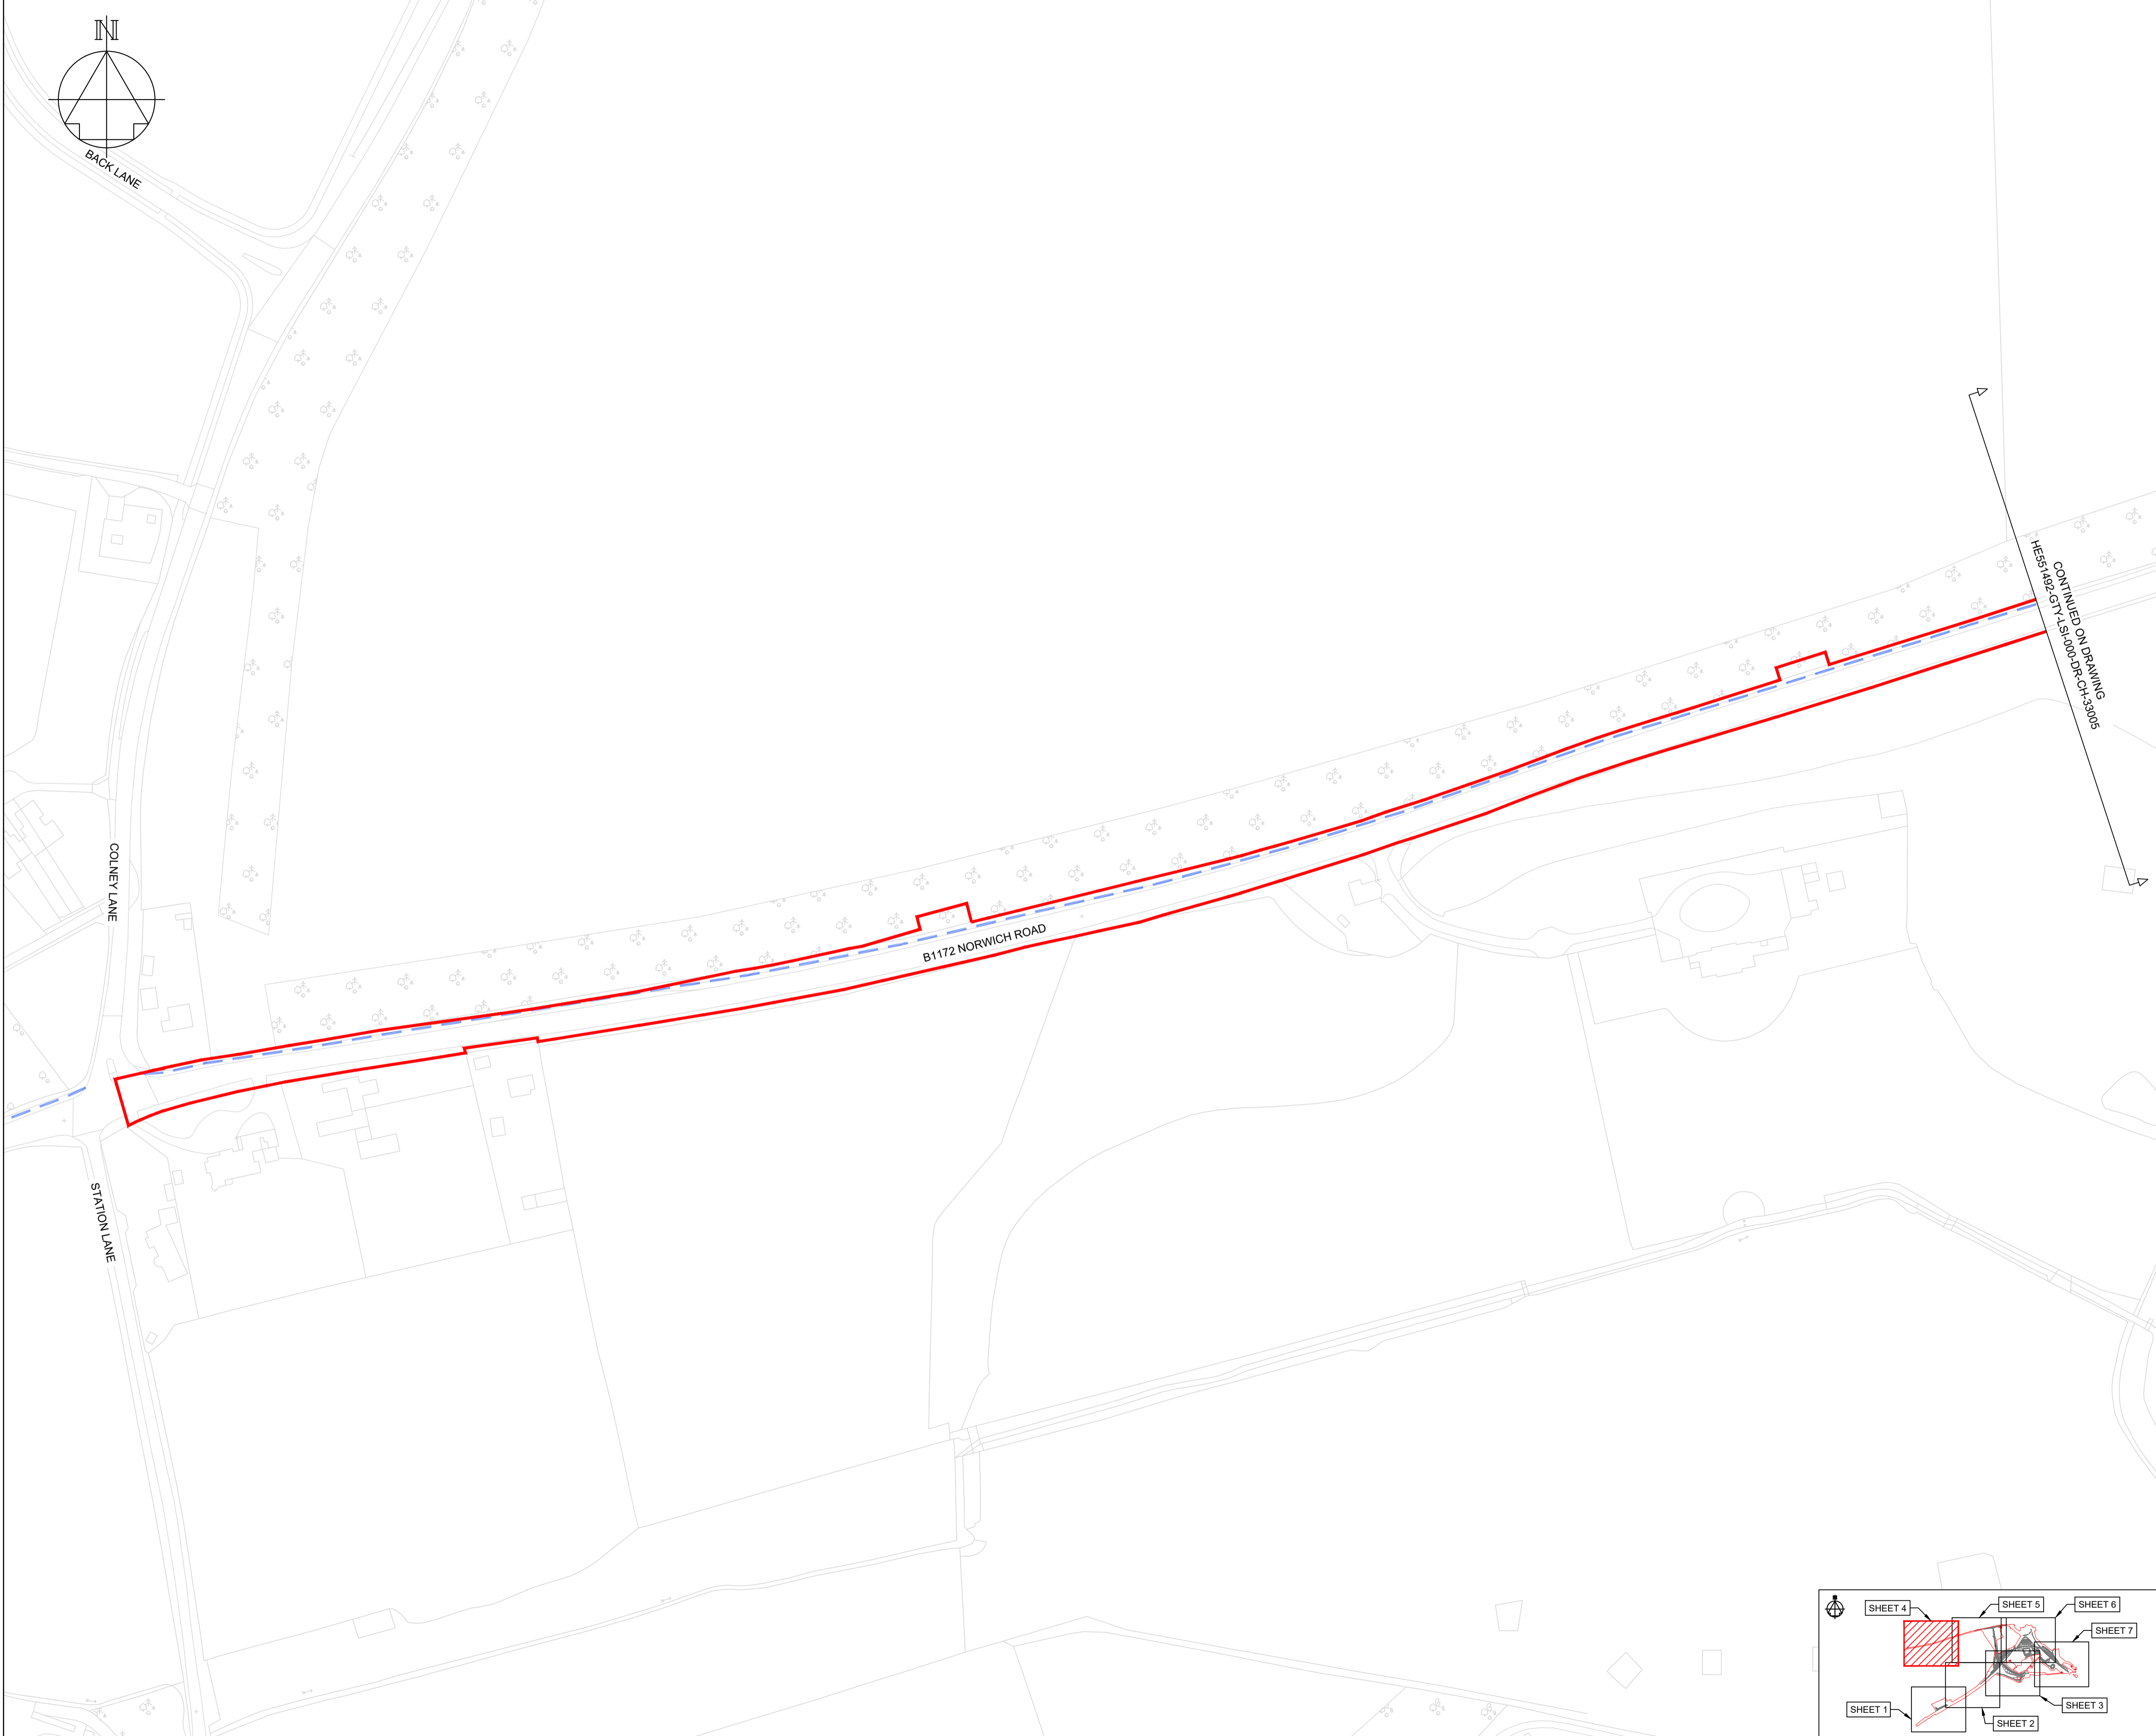 N
BACK LANE
CONTINUED ON DRAWING
HE551492-GTY-LSI-000-DR-CH-33005
COLNEY LANE
B1172 NORWICH ROAD
STATION LANE
SHEET 4
SHEET 5
SHEET 6
SHEET 7
SHEET 1
SHEET 3
SHEET 2